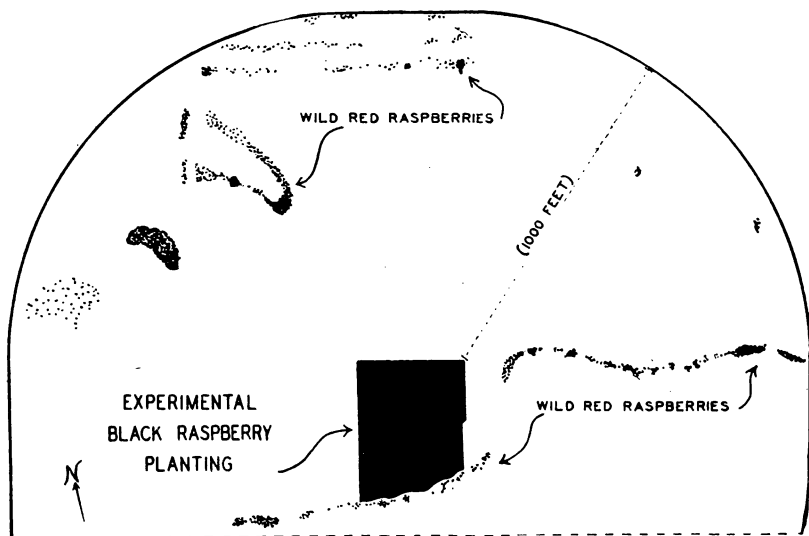 WILD RED RASPBERRIES
(1000 FEET)
EXPERIMENTAL
BLACK RASPBERRY
PLANTING
WILD RED RASPBERRIES
N